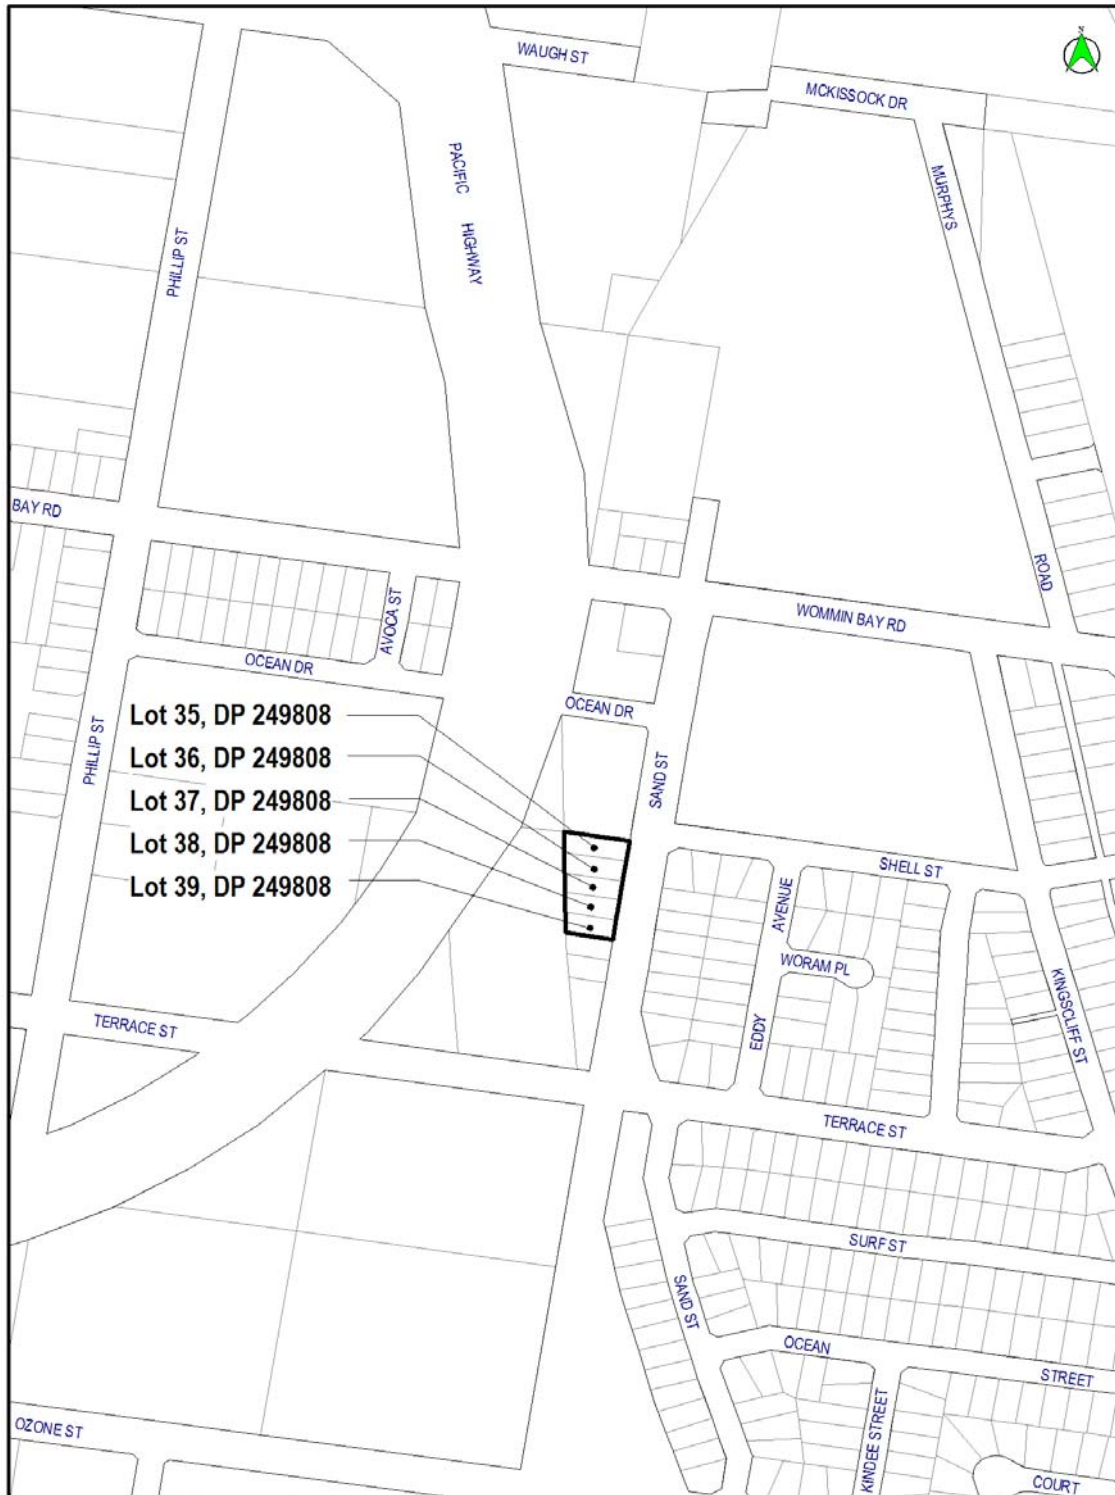 N
WAUGH ST
MCKISSOCK DR
PACIFIC HIGHWAY
MURPHYS
PHILLIP ST
BAY RD
ROAD
AVOCA ST
WOMMIN BAY RD
OCEAN DR
OCEAN DR
Lot 35, DP 249808
Lot 36, DP 249808
Lot 37, DP 249808
Lot 38, DP 249808
Lot 39, DP 249808
PHILLIP ST
SAND ST
SHELL ST
AVENUE
WORAM PL
EDDY
KINGSCLIFF ST
TERRACE ST
TERRACE ST
SURF ST
SAND ST
OCEAN
STREET
KINDEE STREET
OZONE ST
COURT